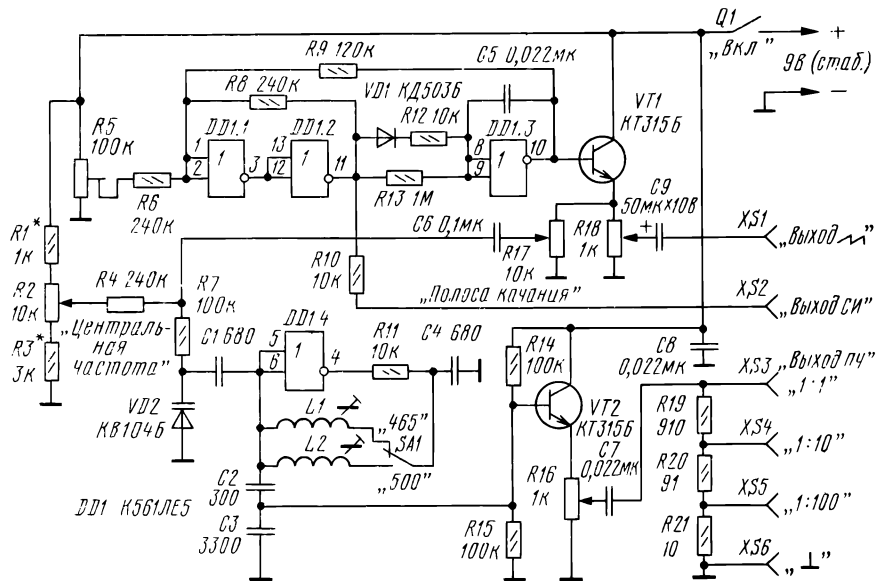 Q1
„Вкл"
+
9В (стаб.)
−
R9 120к
C5 0,022мк
R8 240к
VD1 КД503Б
R12 10к
VT1
КТ315Б
R5
100к
DD1.1
DD1.2
DD1.3
1
2
1
3
13
12
1
11
8
9
1
10
R6
240к
R13 1М
C9
50мк×10В
+
R1*
1к
C6 0,1мк
R17
10к
R18
1к
XS1
„Выход
R10
10к
R2
10к
R4 240к
R7
100к
„Полоса качания"
XS2
„Выход СИ"
„Центральная
частота"
R3*
3к
C1 680
DD1.4
5
6
1
4
R11
10к
C4 680
R14
100к
C8
0,022мк
„Выход ПЧ
XS3
1:1"
VD2
КВ104Б
L1
„465"
SA1
L2
„500"
VT2
КТ315Б
C7
0,022мк
R19
910
XS4
„1:10"
C2
300
R16
1к
R20
91
XS5
„1:100"
DD1 К561ЛЕ5
C3
3300
R15
100к
R21
10
XS6
„⊥"